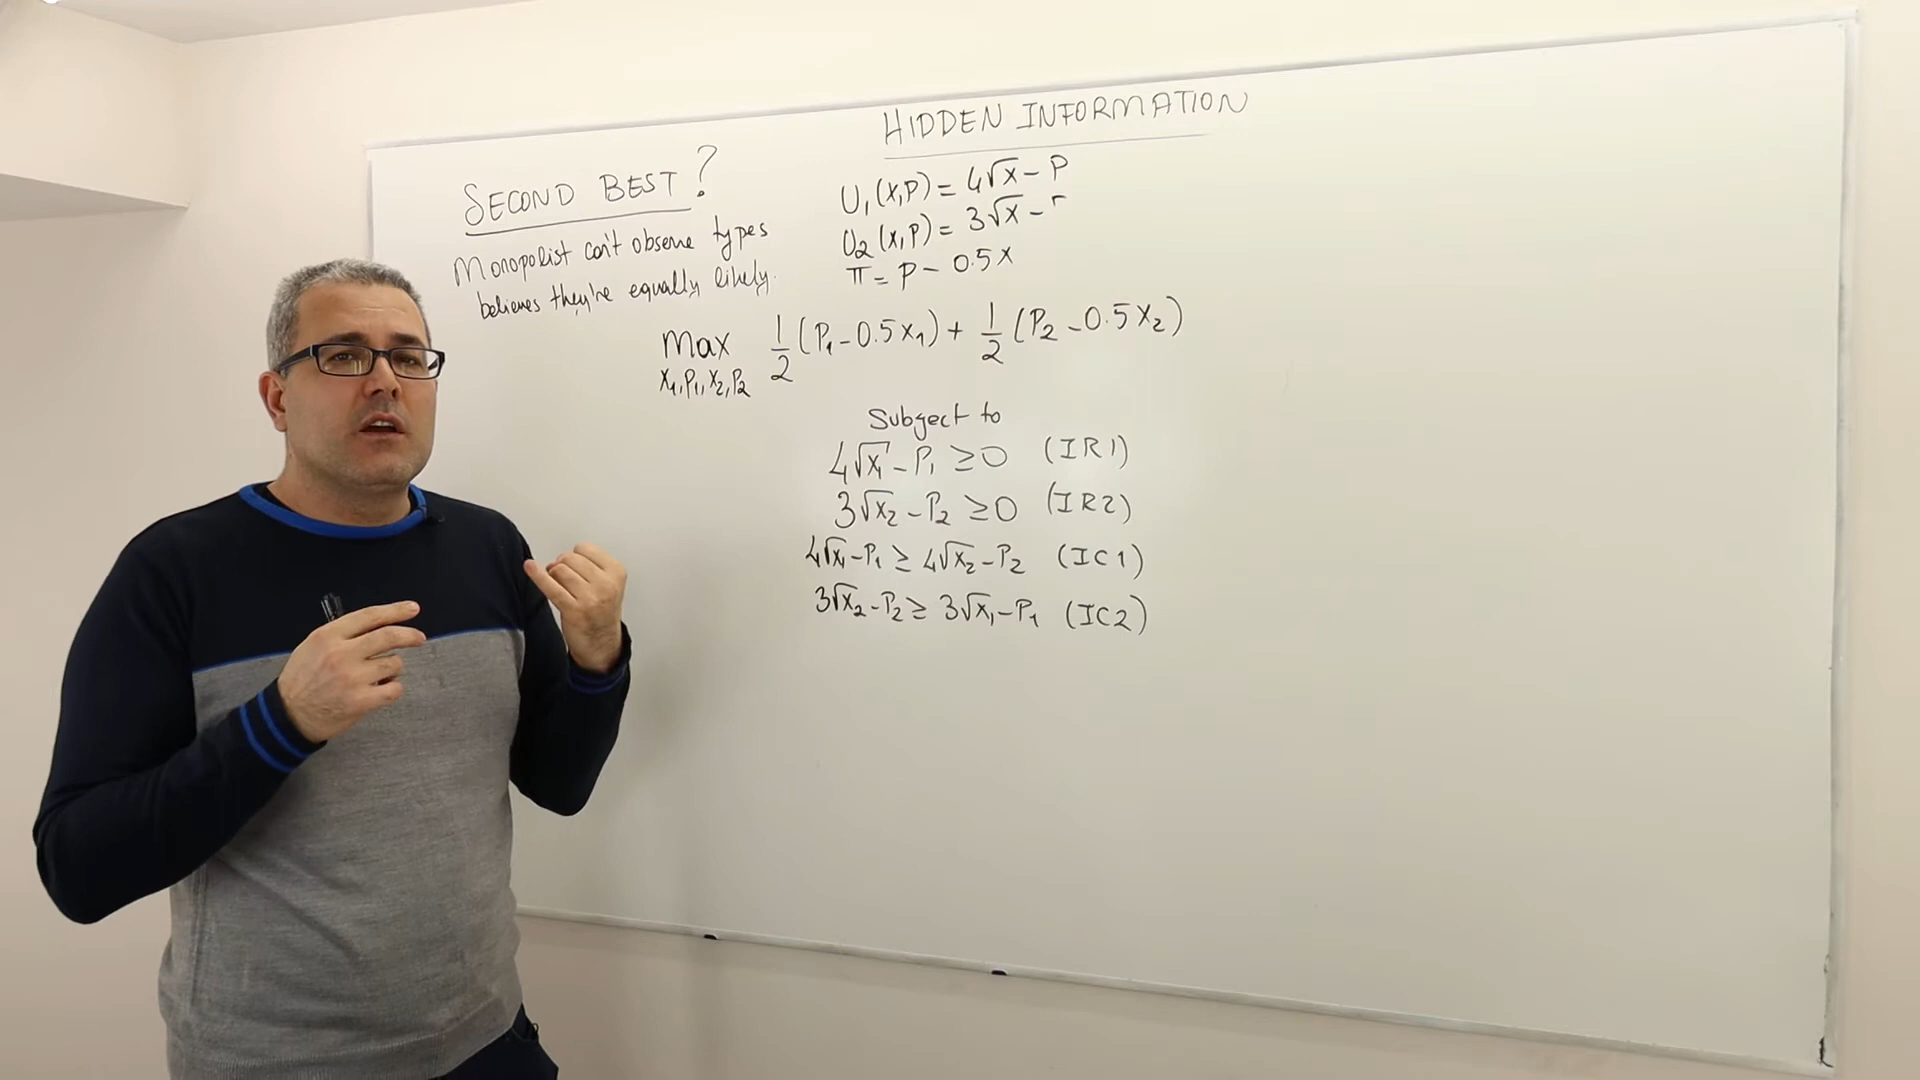 HIDDEN INFORMATION
SECOND BEST?
Monopolist can't observe types
believes they're equally likely.
U₁(x,p) = 4√x - P
U₂(x,p) = 3√x -
π = P - 0.5x
Max 1/2 (P₁ - 0.5x₁) + 1/2 (P₂ - 0.5x₂)
x₁, P₁, x₂, P₂
Subject to
4√x₁ - P₁ ≥ 0 (IR1)
3√x₂ - P₂ ≥ 0 (IR2)
4√x₁ - P₁ ≥ 4√x₂ - P₂ (IC1)
3√x₂ - P₂ ≥ 3√x₁ - P₁ (IC2)